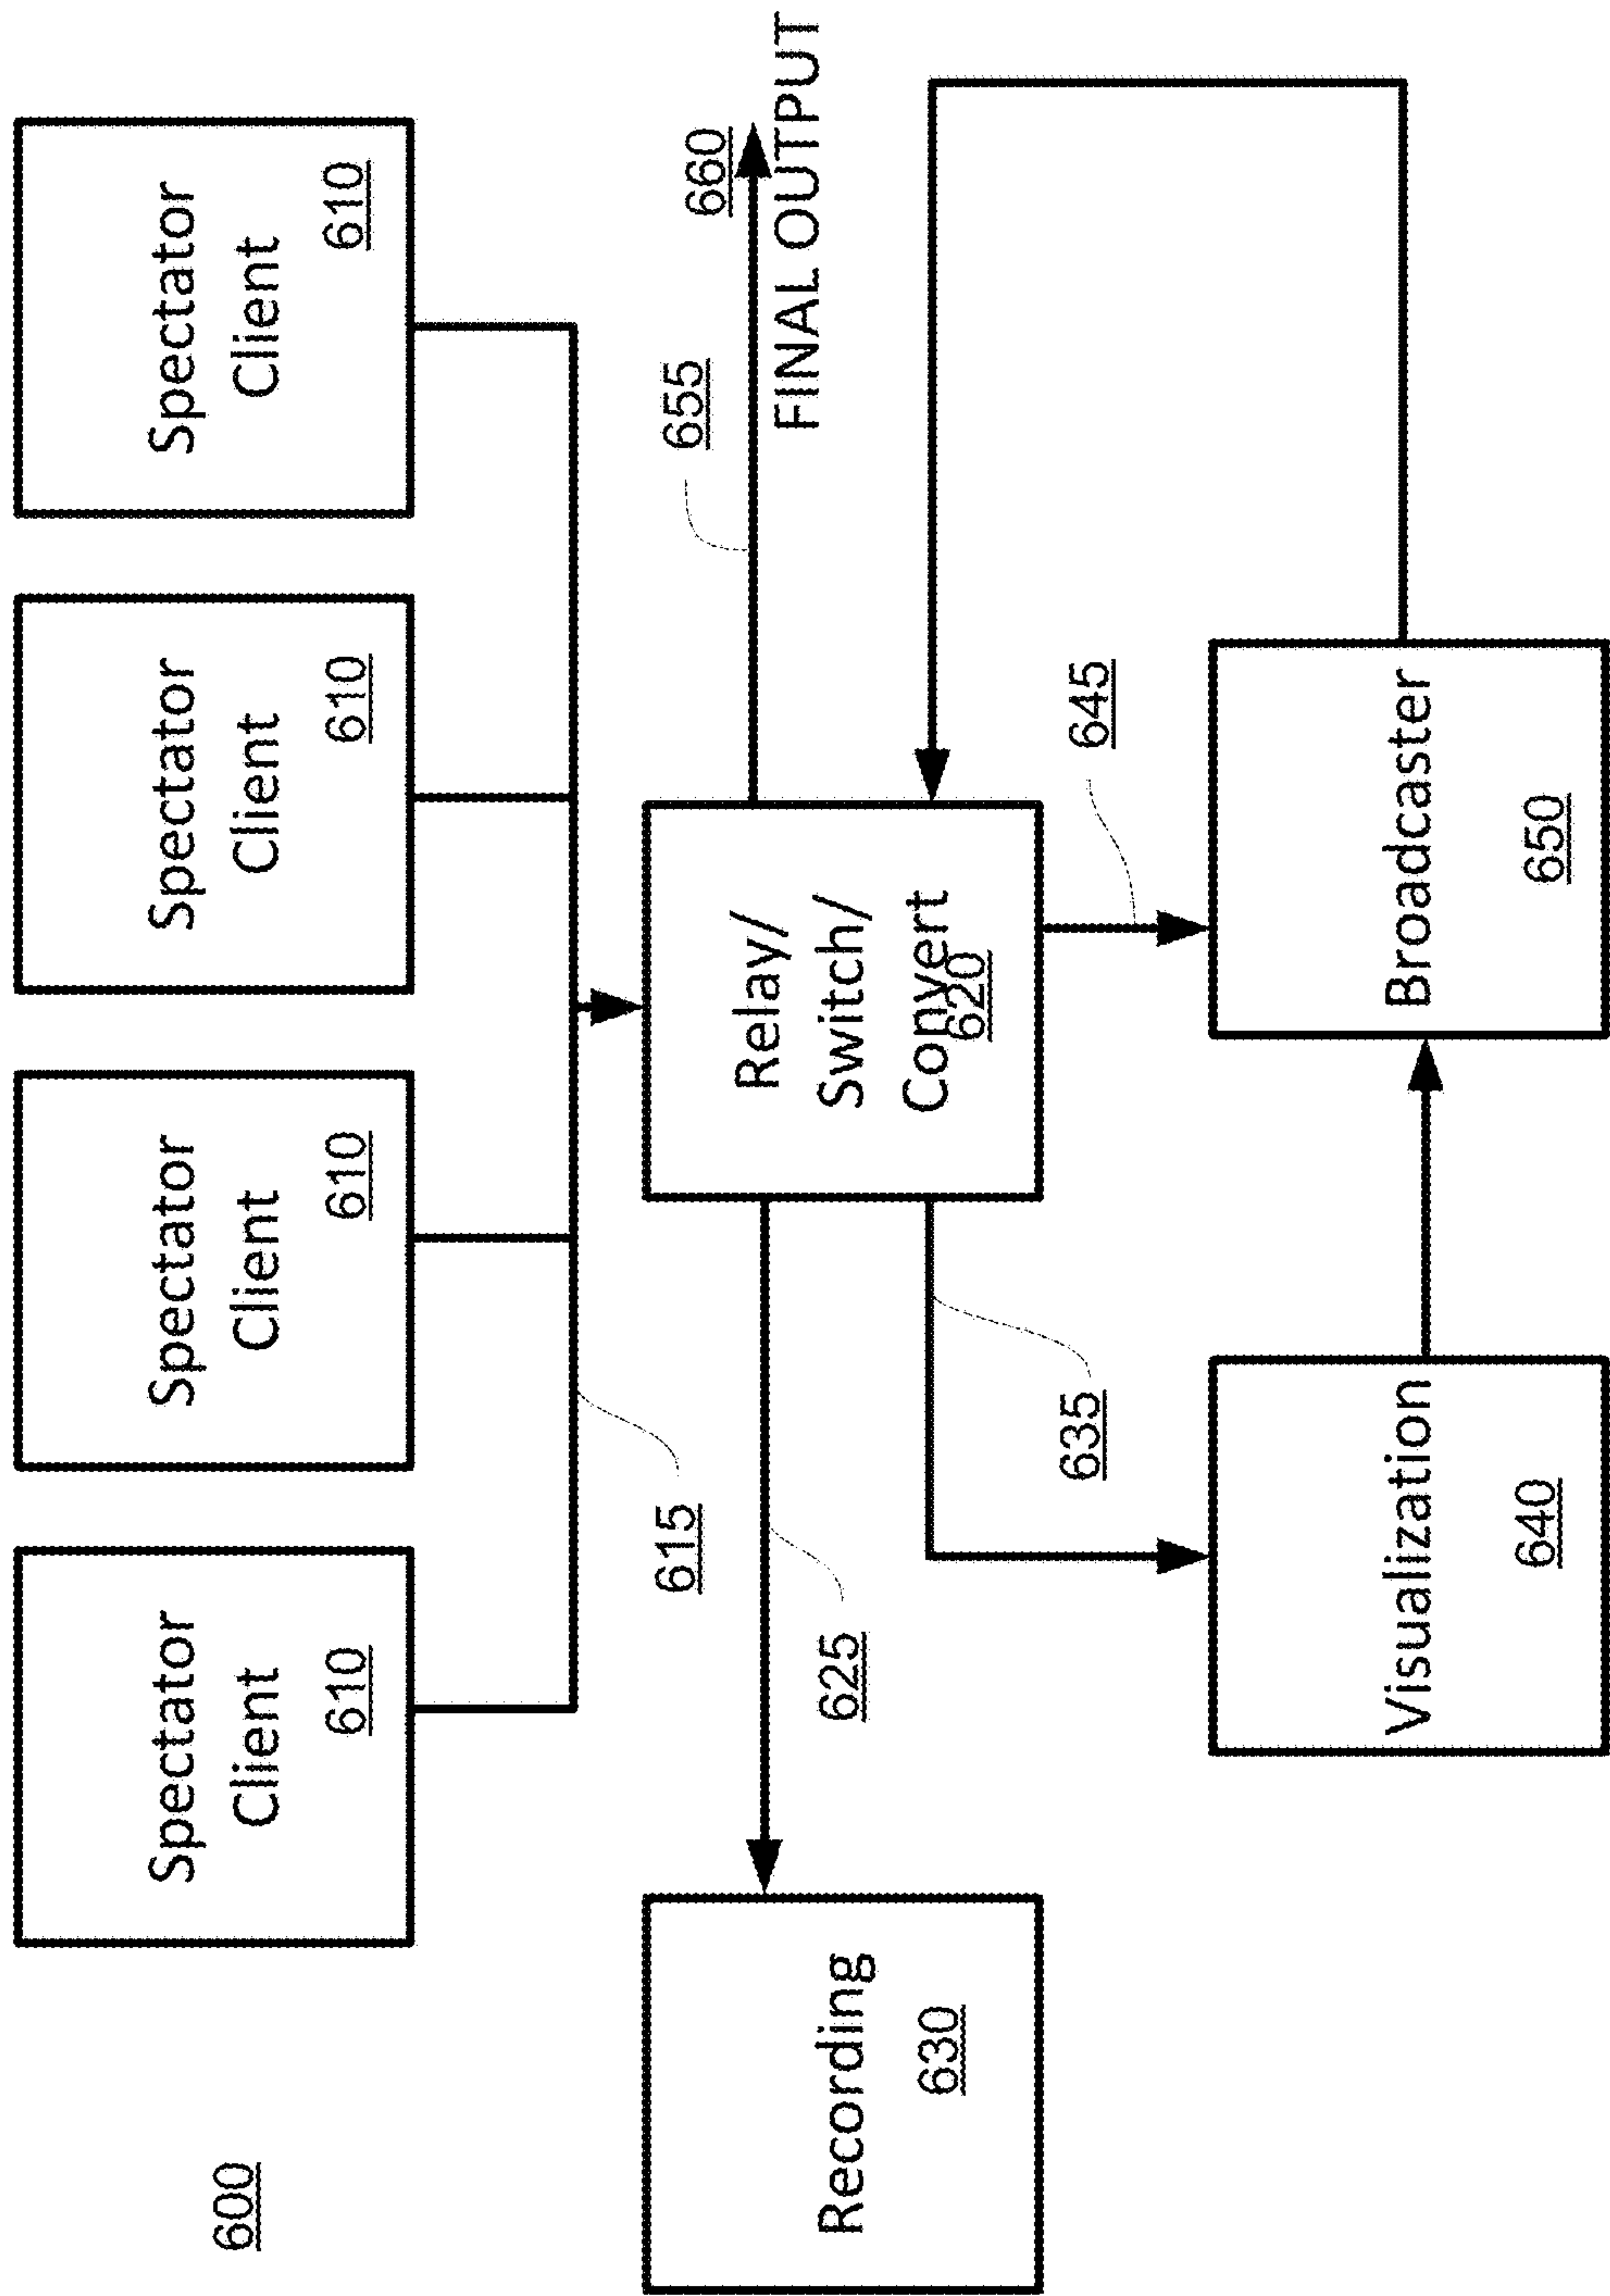 600
Spectator
Client
610
Spectator
Client
610
Spectator
Client
610
Spectator
Client
610
615
Recording
630
625
Relay/
Switch/
Convert
620
655
660
FINAL OUTPUT
635
645
Visualization
640
Broadcaster
650